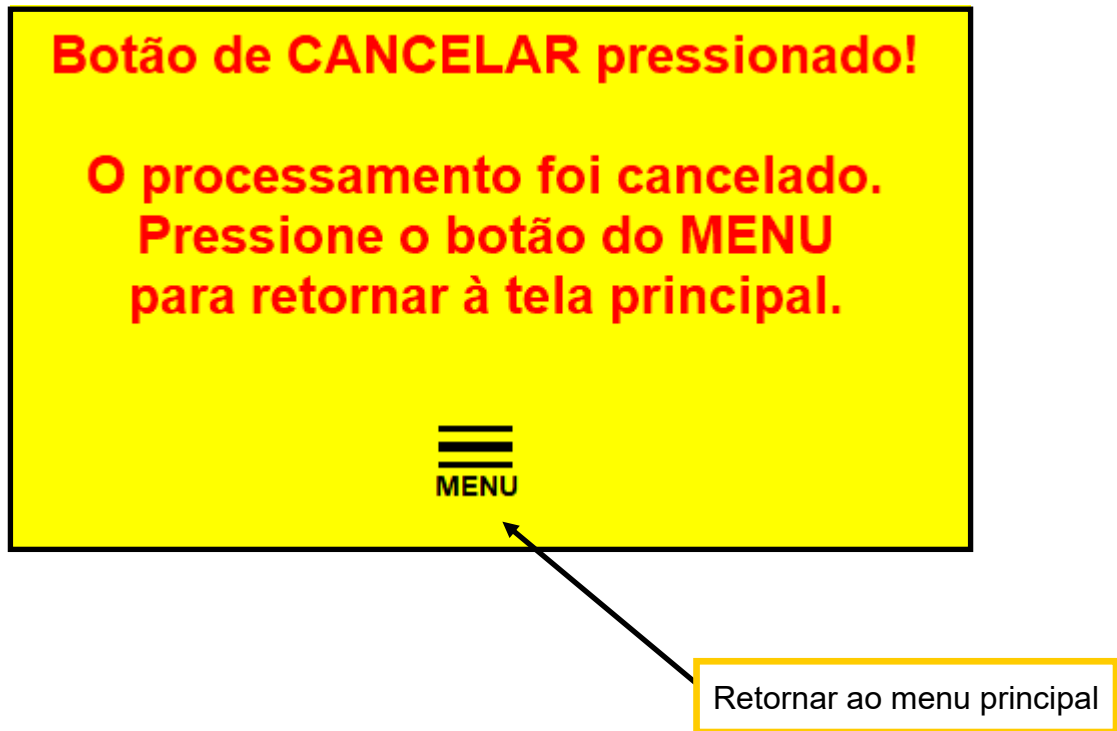 Botão de CANCELAR pressionado!
O processamento foi cancelado.
Pressione o botão do MENU
para retornar à tela principal.
MENU
Retornar ao menu principal